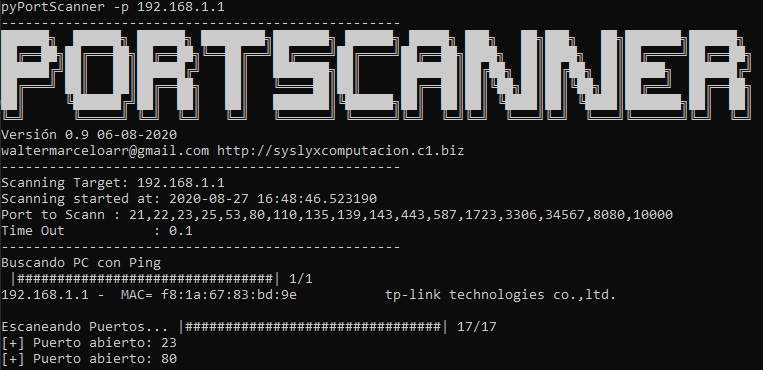 pyPortScanner -p 192.168.1.1
--------------------------------------------------
PORTSCANNER
Versión 0.9 06-08-2020
waltermarceloarr@gmail.com http://syslyxcomputacion.c1.biz
--------------------------------------------------
Scanning Target: 192.168.1.1
Scanning started at: 2020-08-27 16:48:46.523190
Port to Scann : 21,22,23,25,53,80,110,135,139,143,443,587,1723,3306,34567,8080,10000
Time Out : 0.1
--------------------------------------------------
Buscando PC con Ping
|################################| 1/1
192.168.1.1 - MAC= f8:1a:67:83:bd:9e tp-link technologies co.,ltd.
Escaneando Puertos... |################################| 17/17
[+] Puerto abierto: 23
[+] Puerto abierto: 80